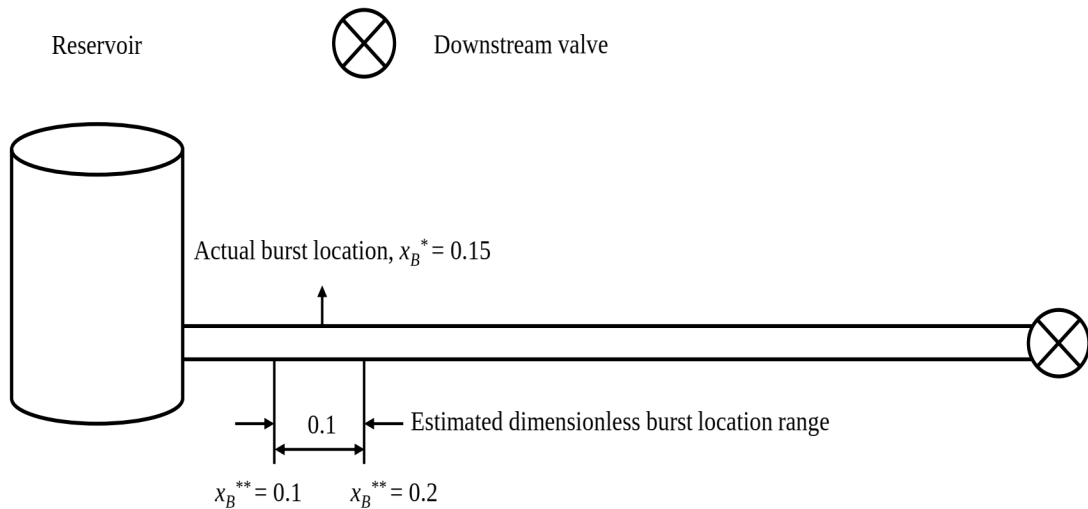 Reservoir
Downstream valve
Actual burst location, x_B^* = 0.15
0.1
Estimated dimensionless burst location range
x_B^** = 0.1
x_B^** = 0.2